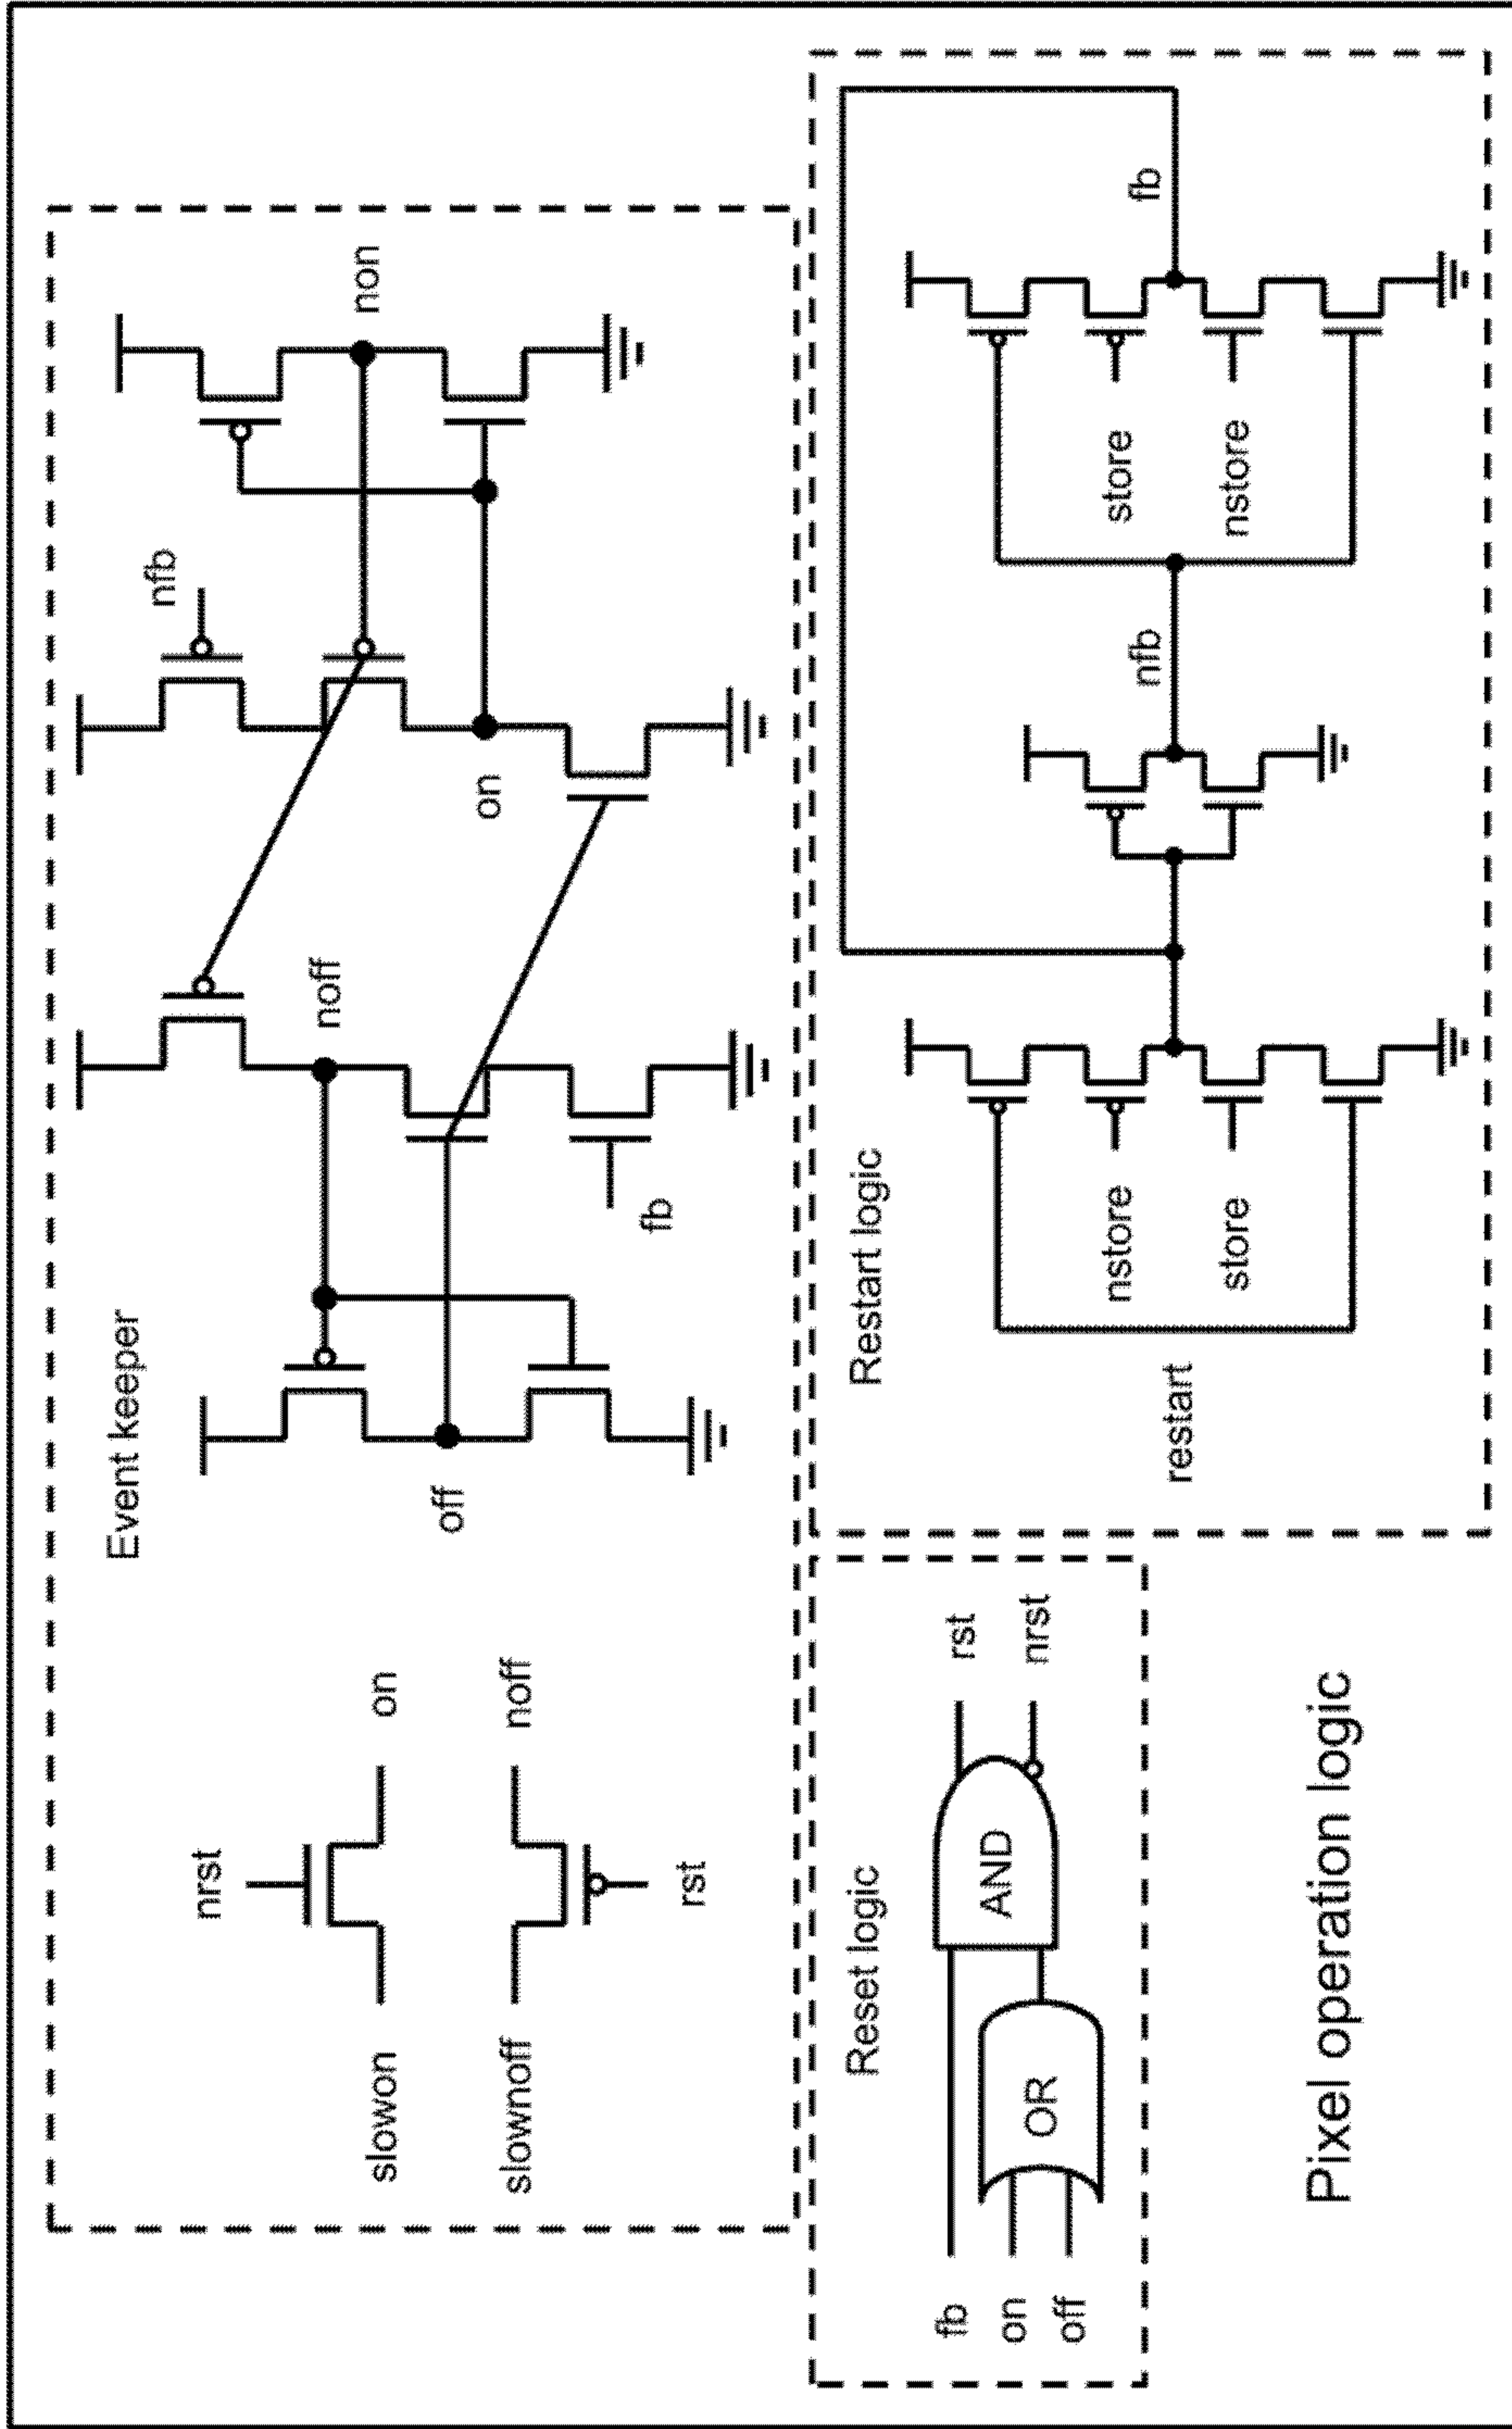 Event keeper
nrst
slowon
on
slownoff
noff
rst
off
noff
fb
nfb
on
non
Reset logic
fb
on
off
OR
AND
rst
nrst
Restart logic
restart
nstore
store
nfb
store
nstore
fb
Pixel operation logic